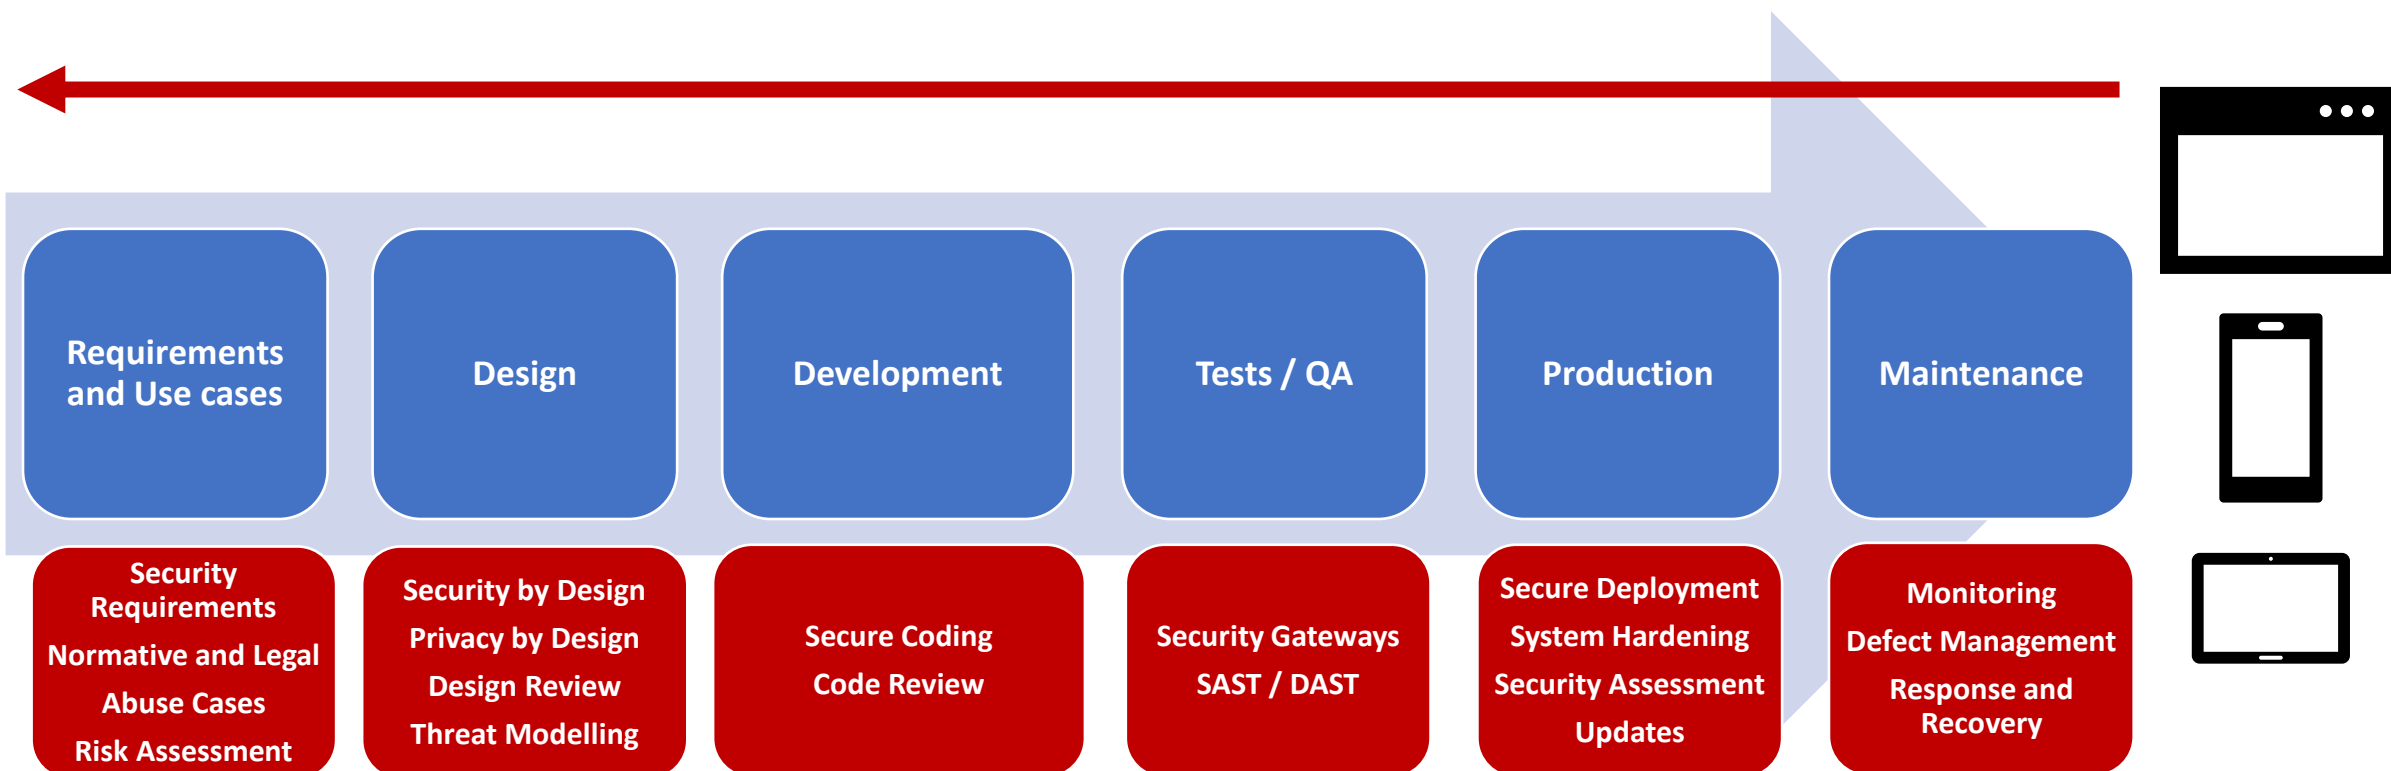 Requirements
and Use cases
Design
Development
Tests / QA
Production
Maintenance
Security
Requirements
Normative and Legal
Abuse Cases
Risk Assessment
Security by Design
Privacy by Design
Design Review
Threat Modelling
Secure Coding
Code Review
Security Gateways
SAST / DAST
Secure Deployment
System Hardening
Security Assessment
Updates
Monitoring
Defect Management
Response and
Recovery